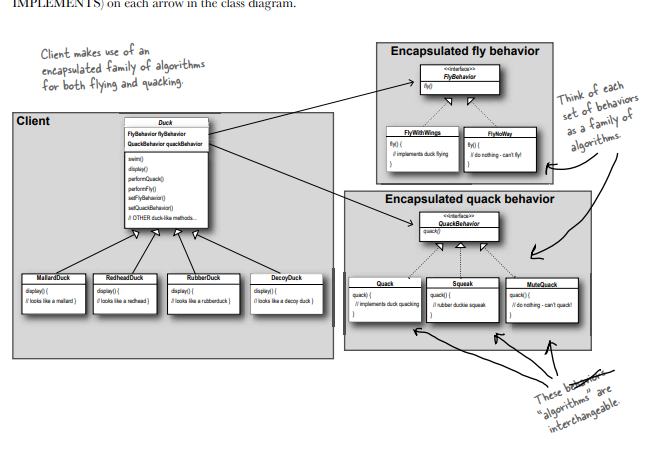 IMPLEMENTS) on each arrow in the class diagram.
Client makes use of an
encapsulated family of algorithms
for both flying and quacking.
Client
Duck
FlyBehavior flyBehavior
QuackBehavior quackBehavior
swim()
display()
performQuack()
performFly()
setFlyBehavior()
setQuackBehavior()
// OTHER duck-like methods...
MallardDuck
display() {
// looks like a mallard }
RedheadDuck
display() {
// looks like a redhead }
RubberDuck
display() {
// looks like a rubberduck }
DecoyDuck
display() {
// looks like a decoy duck }
Encapsulated fly behavior
<<interface>>
FlyBehavior
fly()
FlyWithWings
fly() {
// implements duck flying
}
FlyNoWay
fly() {
// do nothing - can't fly!
}
Think of each
set of behaviors
as a family of
algorithms.
Encapsulated quack behavior
<<interface>>
QuackBehavior
quack()
Quack
quack() {
// implements duck quacking
}
Squeak
quack() {
// rubber duckie squeak
}
MuteQuack
quack() {
// do nothing - can't quack!
}
These behaviors
"algorithms" are
interchangeable.